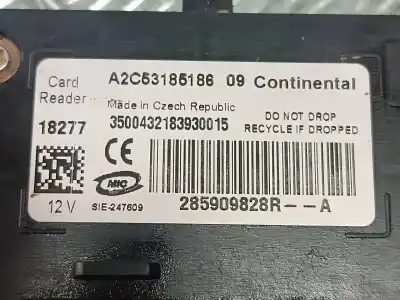 Card Reader
A2C53185186 09 Continental
Made in Czech Republic
18277
3500432183930015
DO NOT DROP
RECYCLE IF DROPPED
CE
MIC
12 V
SIE-247609
285909828R--A